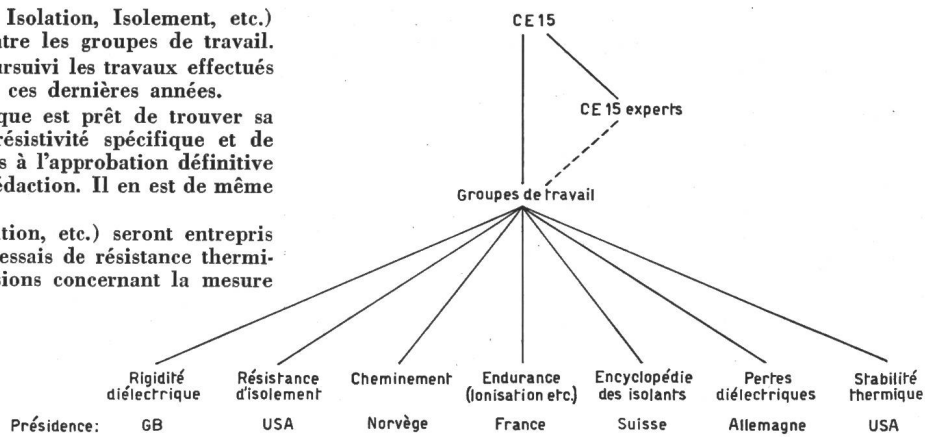 Isolation, Isolement, etc.)
ntre les groupes de travail.
ursuivi les travaux effectués
ces dernières années.
que est prêt de trouver sa
résistivité spécifique et de
s à l'approbation définitive
édaction. Il en est de même
tion, etc.) seront entrepris
essais de résistance thermi-
sions concernant la mesure
CE 15
CE 15 experts
Groupes de travail
Rigidité
diélectrique
Résistance
d'isolement
Cheminement
Endurance
(Ionisation etc.)
Encyclopédie
des isolants
Pertes
diélectriques
Stabilité
thermique
Présidence: GB USA Norvège France Suisse Allemagne USA